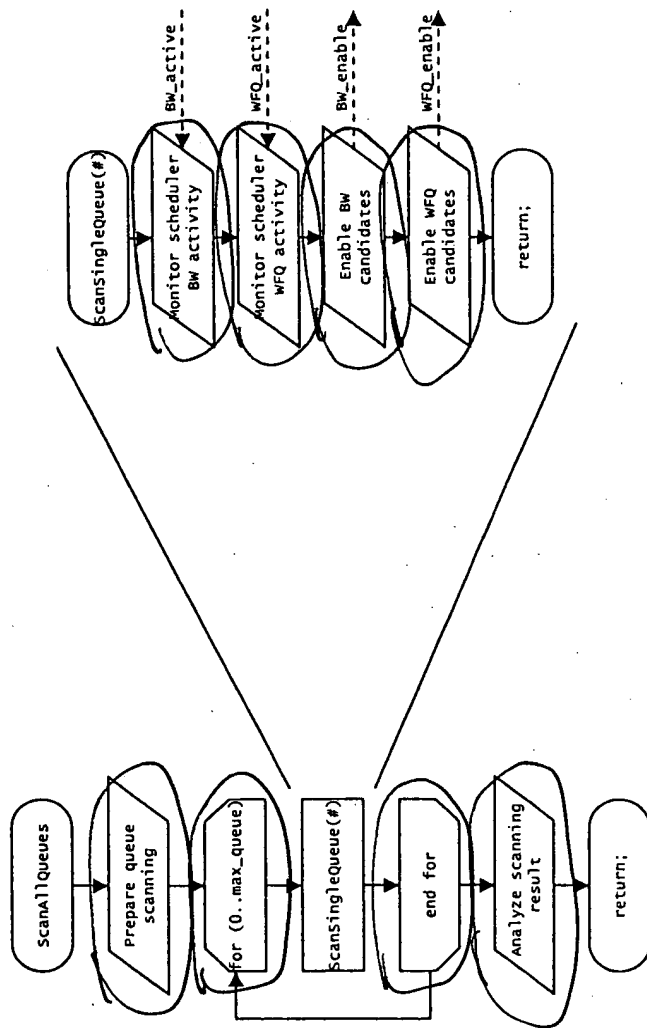 ScanAllQueues
Prepare queue
scanning
for (0..max_queue)
ScanSingleQueue(#)
end for
Analyze scanning
result
return;
ScanSingleQueue(#)
Monitor scheduler
BW activity
BW_active
Monitor scheduler
WFQ activity
WFQ_active
Enable BW
candidates
BW_enable
Enable WFQ
candidates
WFQ_enable
return;